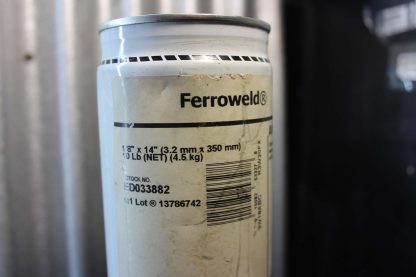 Ferroweld®
1/8" x 14" (3.2 mm x 350 mm)
10 Lb (NET) (4.5 kg)
STOCK NO.
ED033882
Lot ® 13786742